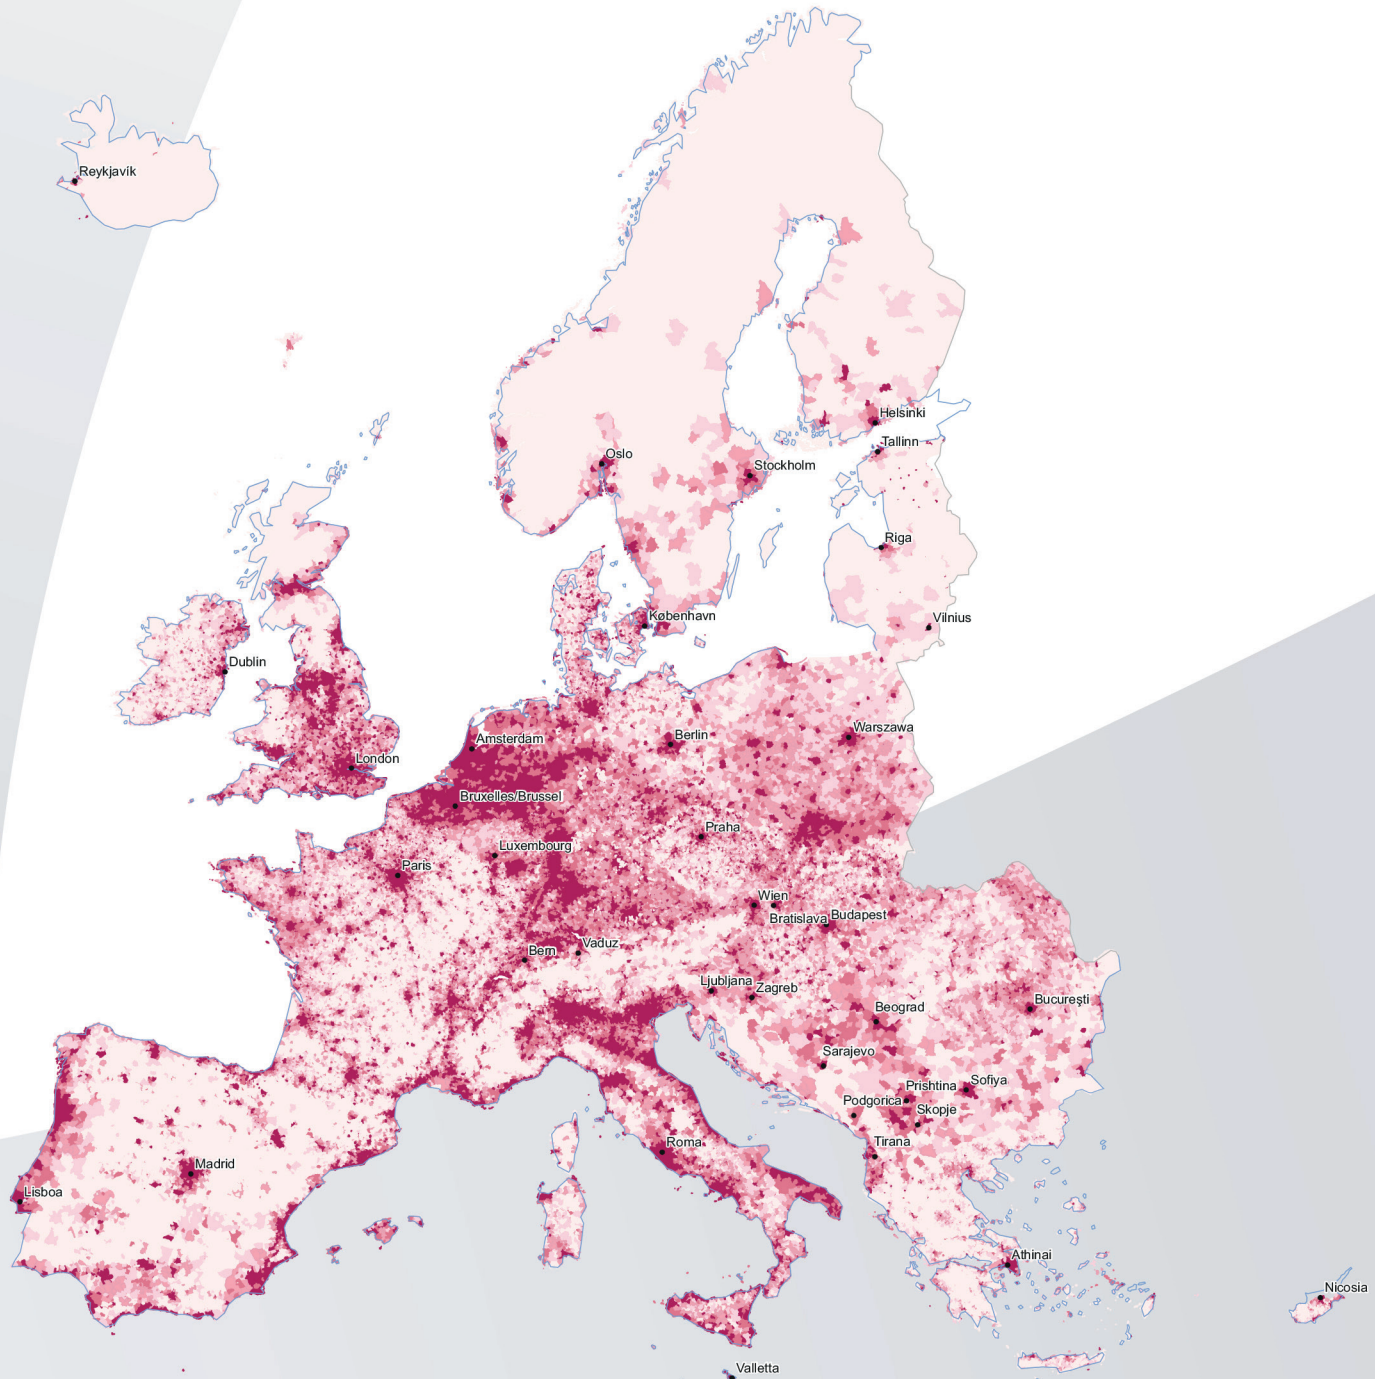 Reykjavík
Helsinki
Tallinn
Oslo
Stockholm
Riga
København
Vilnius
Dublin
Warszawa
Berlin
Amsterdam
London
Bruxelles/Brussel
Praha
Luxembourg
Paris
Wien
Bratislava
Budapest
Bern
Vaduz
Ljubljana
Zagreb
Beograd
Bucureşti
Sarajevo
Prishtina
Sofiya
Podgorica
Skopje
Tirana
Roma
Madrid
Lisboa
Athinai
Nicosia
Valletta